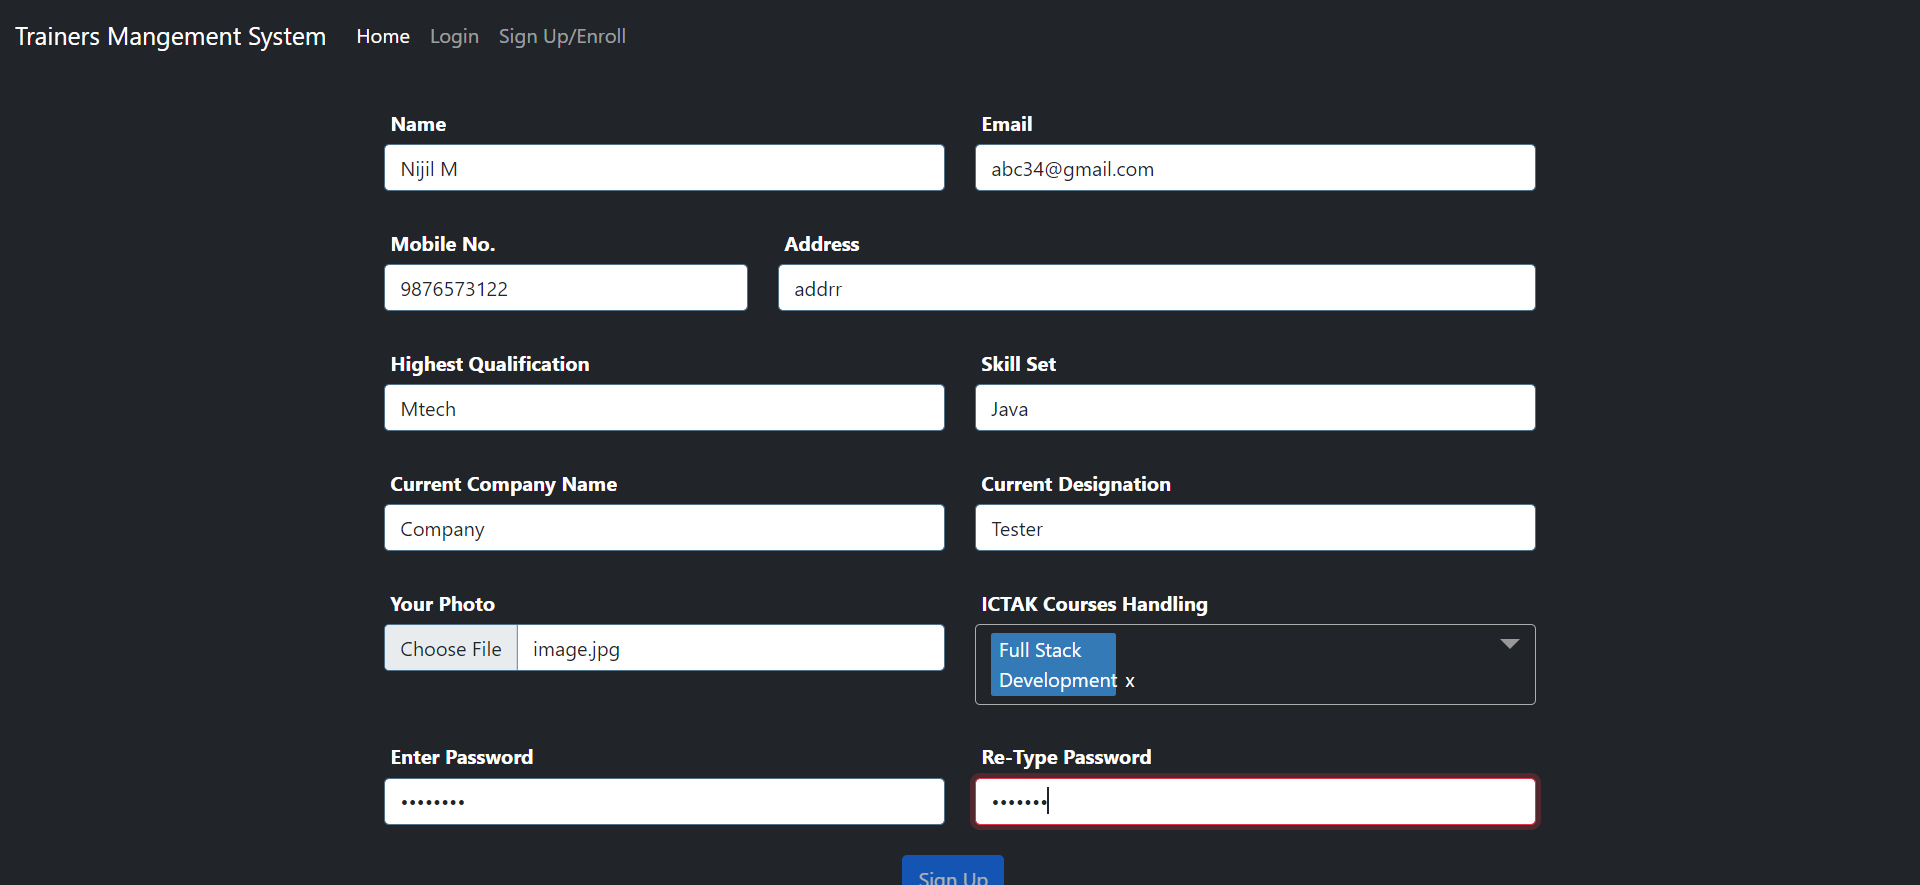 Trainers Mangement System Home Login Sign Up/Enroll
Name Email
Nijil M abc34@gmail.com
Mobile No. Address
9876573122 addrr
Highest Qualification Skill Set
Mtech Java
Current Company Name Current Designation
Company Tester
Your Photo ICTAK Courses Handling
Choose File image.jpg Full Stack
Development x
Enter Password Re-Type Password
•••••••• •••••••
Sign Up